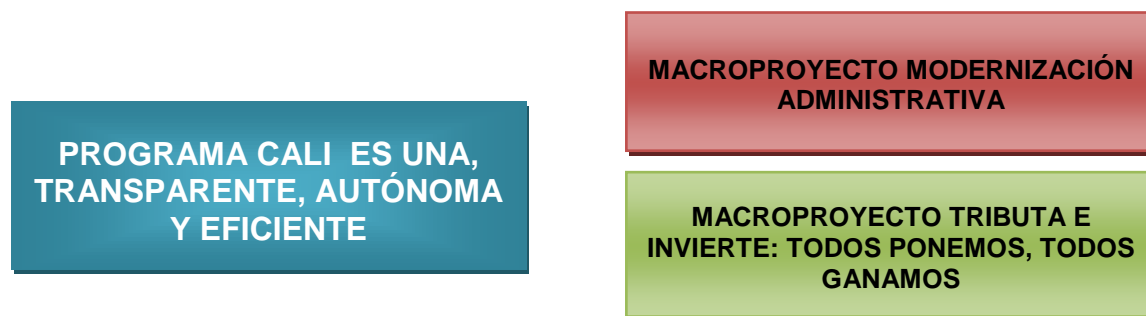 PROGRAMA CALI ES UNA,
TRANSPARENTE, AUTÓNOMA
Y EFICIENTE
MACROPROYECTO MODERNIZACIÓN
ADMINISTRATIVA
MACROPROYECTO TRIBUTA E
INVIERTE: TODOS PONEMOS, TODOS
GANAMOS